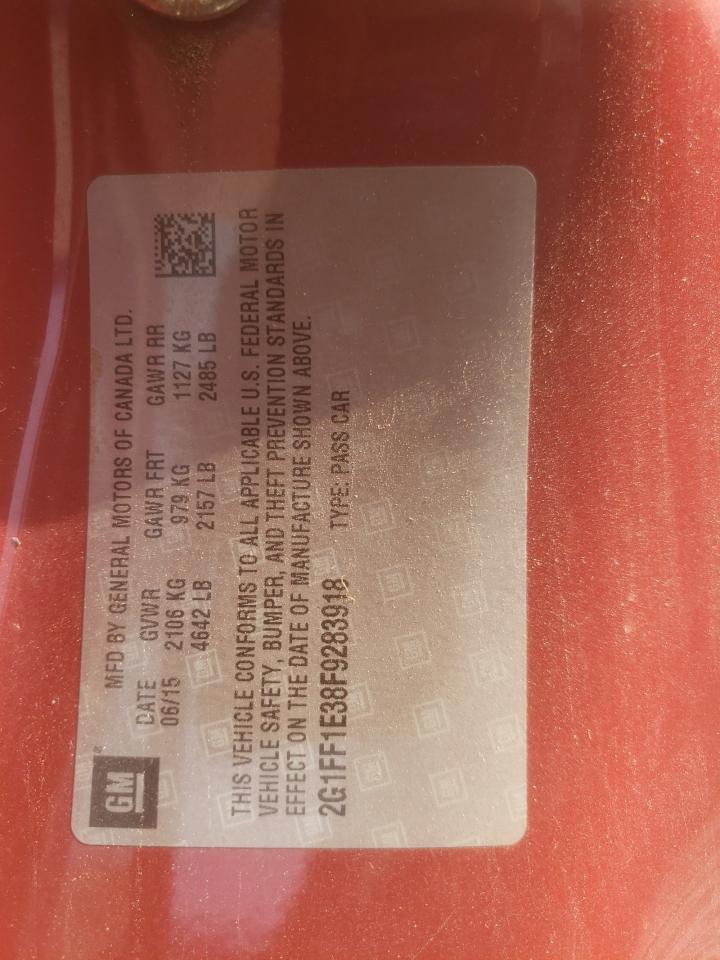 GM
MFD BY GENERAL MOTORS OF CANADA LTD.
DATE GVWR GAWR FRT GAWR RR
06/15 2106 KG 979 KG 1127 KG
4642 LB 2157 LB 2485 LB
THIS VEHICLE CONFORMS TO ALL APPLICABLE U.S. FEDERAL MOTOR
VEHICLE SAFETY, BUMPER, AND THEFT PREVENTION STANDARDS IN
EFFECT ON THE DATE OF MANUFACTURE SHOWN ABOVE.
2G1FF1E38F9283918 TYPE: PASS CAR